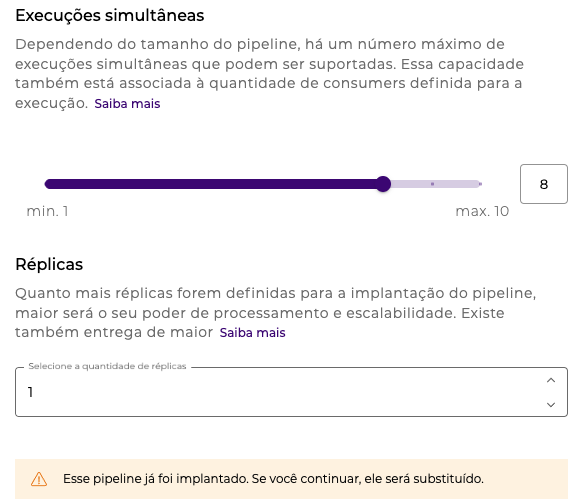 Execuções simultâneas
Dependendo do tamanho do pipeline, há um número máximo de
execuções simultâneas que podem ser suportadas. Essa capacidade
também está associada à quantidade de consumers definida para a
execução. Saiba mais
8
min. 1
max. 10
Réplicas
Quanto mais réplicas forem definidas para a implantação do pipeline,
maior será o seu poder de processamento e escalabilidade. Existe
também entrega de maior Saiba mais
Selecione a quantidade de réplicas
1
Esse pipeline já foi implantado. Se você continuar, ele será substituído.